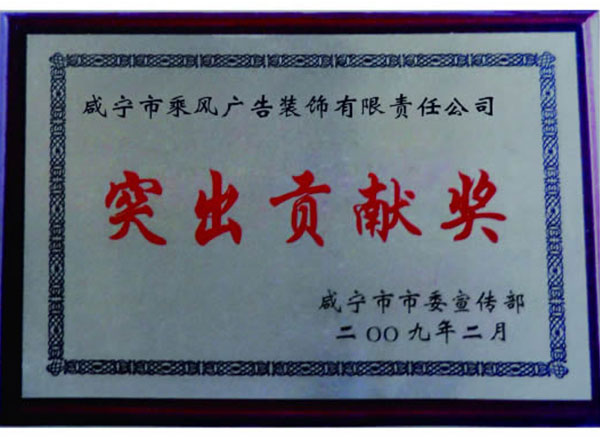 咸宁市乘风广告装饰有限责任公司
突出贡献奖
咸宁市市委宣传部
二OO九年二月